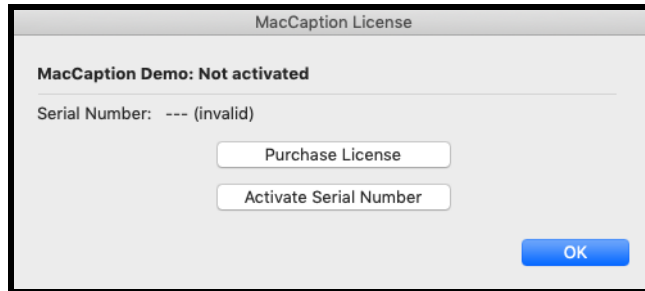 MacCaption License
MacCaption Demo: Not activated
Serial Number: --- (invalid)
Purchase License
Activate Serial Number
OK